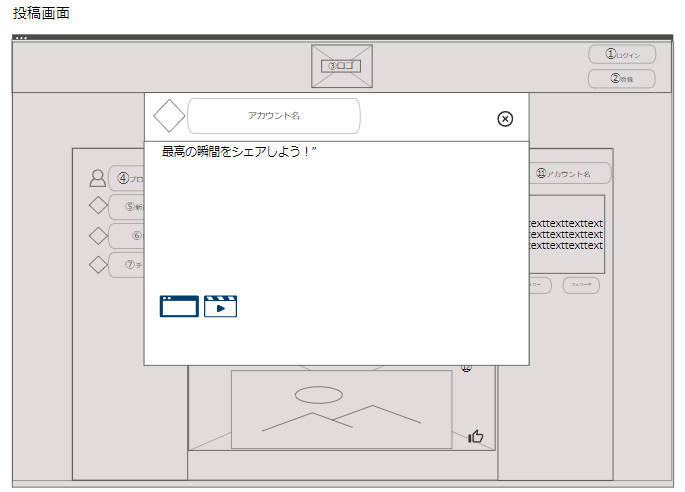 投稿画面
①ログイン
③ロゴ
②登録
アカウント名
最高の瞬間をシェアしよう！”
④プロ
⑪アカウント名
⑤新
⑥
⑦チ
texttexttexttext
texttexttexttext
texttexttexttext
フォロー中
⑫